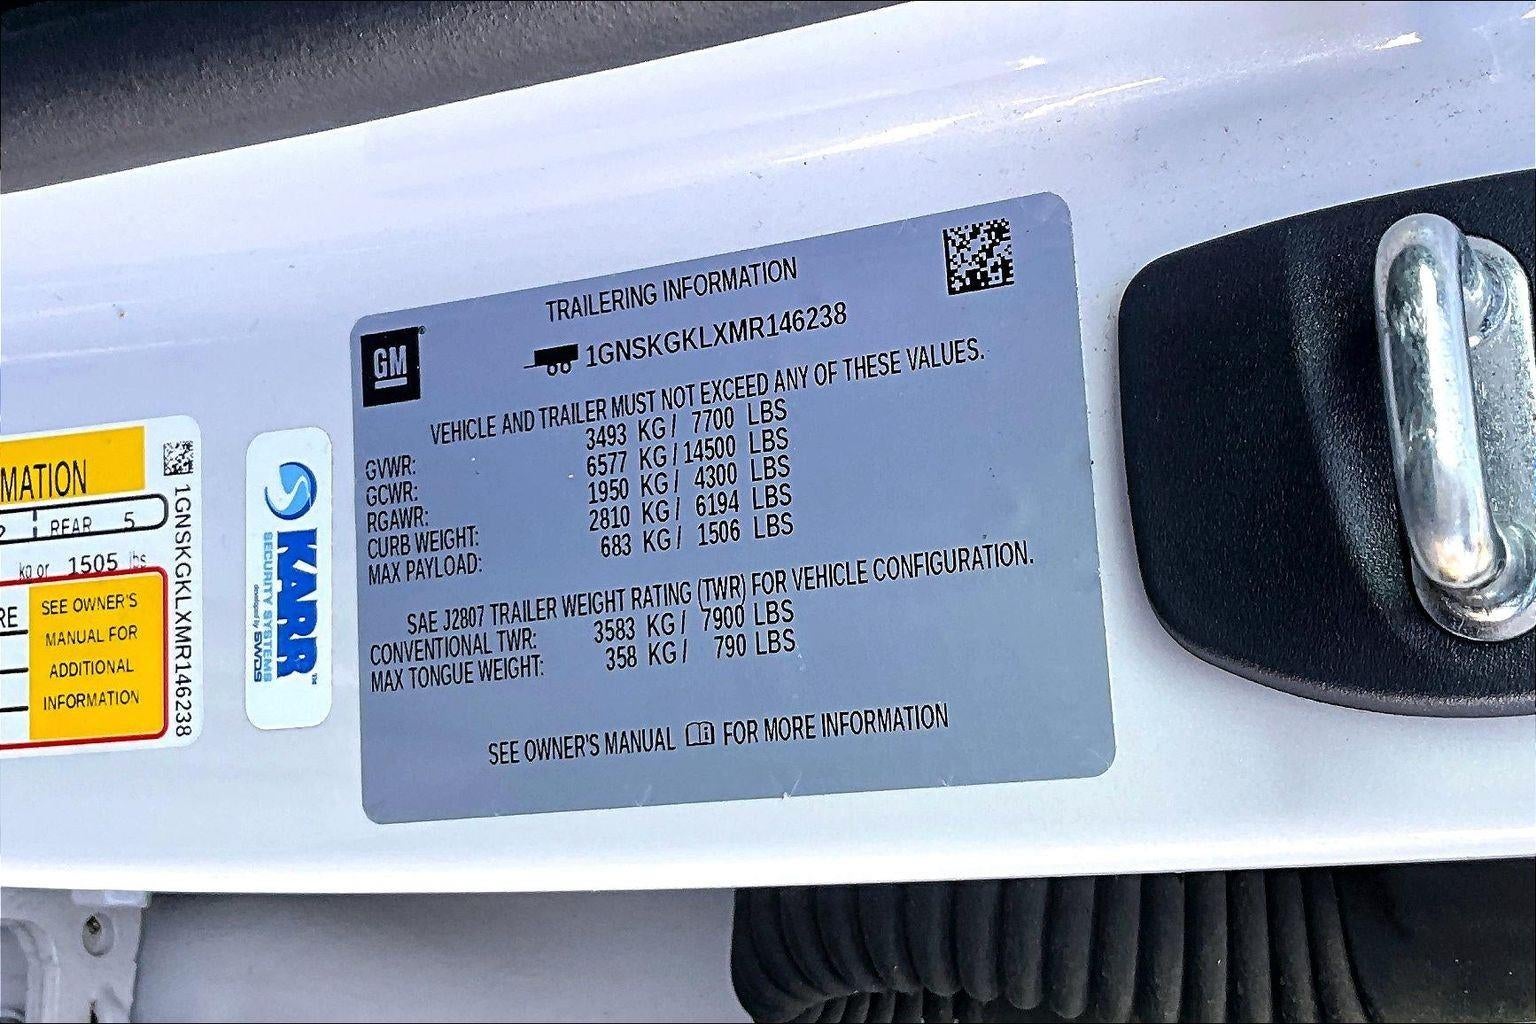 MATION
REAR 5
kg or 1505 lbs
SEE OWNER'S
MANUAL FOR
ADDITIONAL
INFORMATION
1GNSKGKLXMR146238
KARR™
SECURITY SYSTEMS
developed by SWDS
GM®
TRAILERING INFORMATION
1GNSKGKLXMR146238
VEHICLE AND TRAILER MUST NOT EXCEED ANY OF THESE VALUES.
GVWR: 3493 KG/ 7700 LBS
GCWR: 6577 KG/14500 LBS
RGAWR: 1950 KG/ 4300 LBS
CURB WEIGHT: 2810 KG/ 6194 LBS
MAX PAYLOAD: 683 KG/ 1506 LBS
SAE J2807 TRAILER WEIGHT RATING (TWR) FOR VEHICLE CONFIGURATION.
CONVENTIONAL TWR: 3583 KG/ 7900 LBS
MAX TONGUE WEIGHT: 358 KG/ 790 LBS
SEE OWNER'S MANUAL FOR MORE INFORMATION